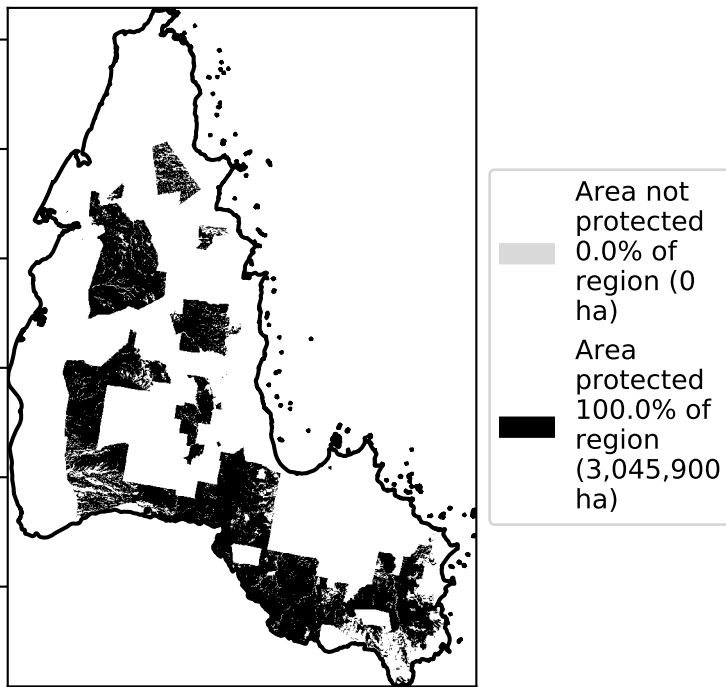 Area not
protected
0.0% of
region (0
ha)
Area
protected
100.0% of
region
(3,045,900
ha)